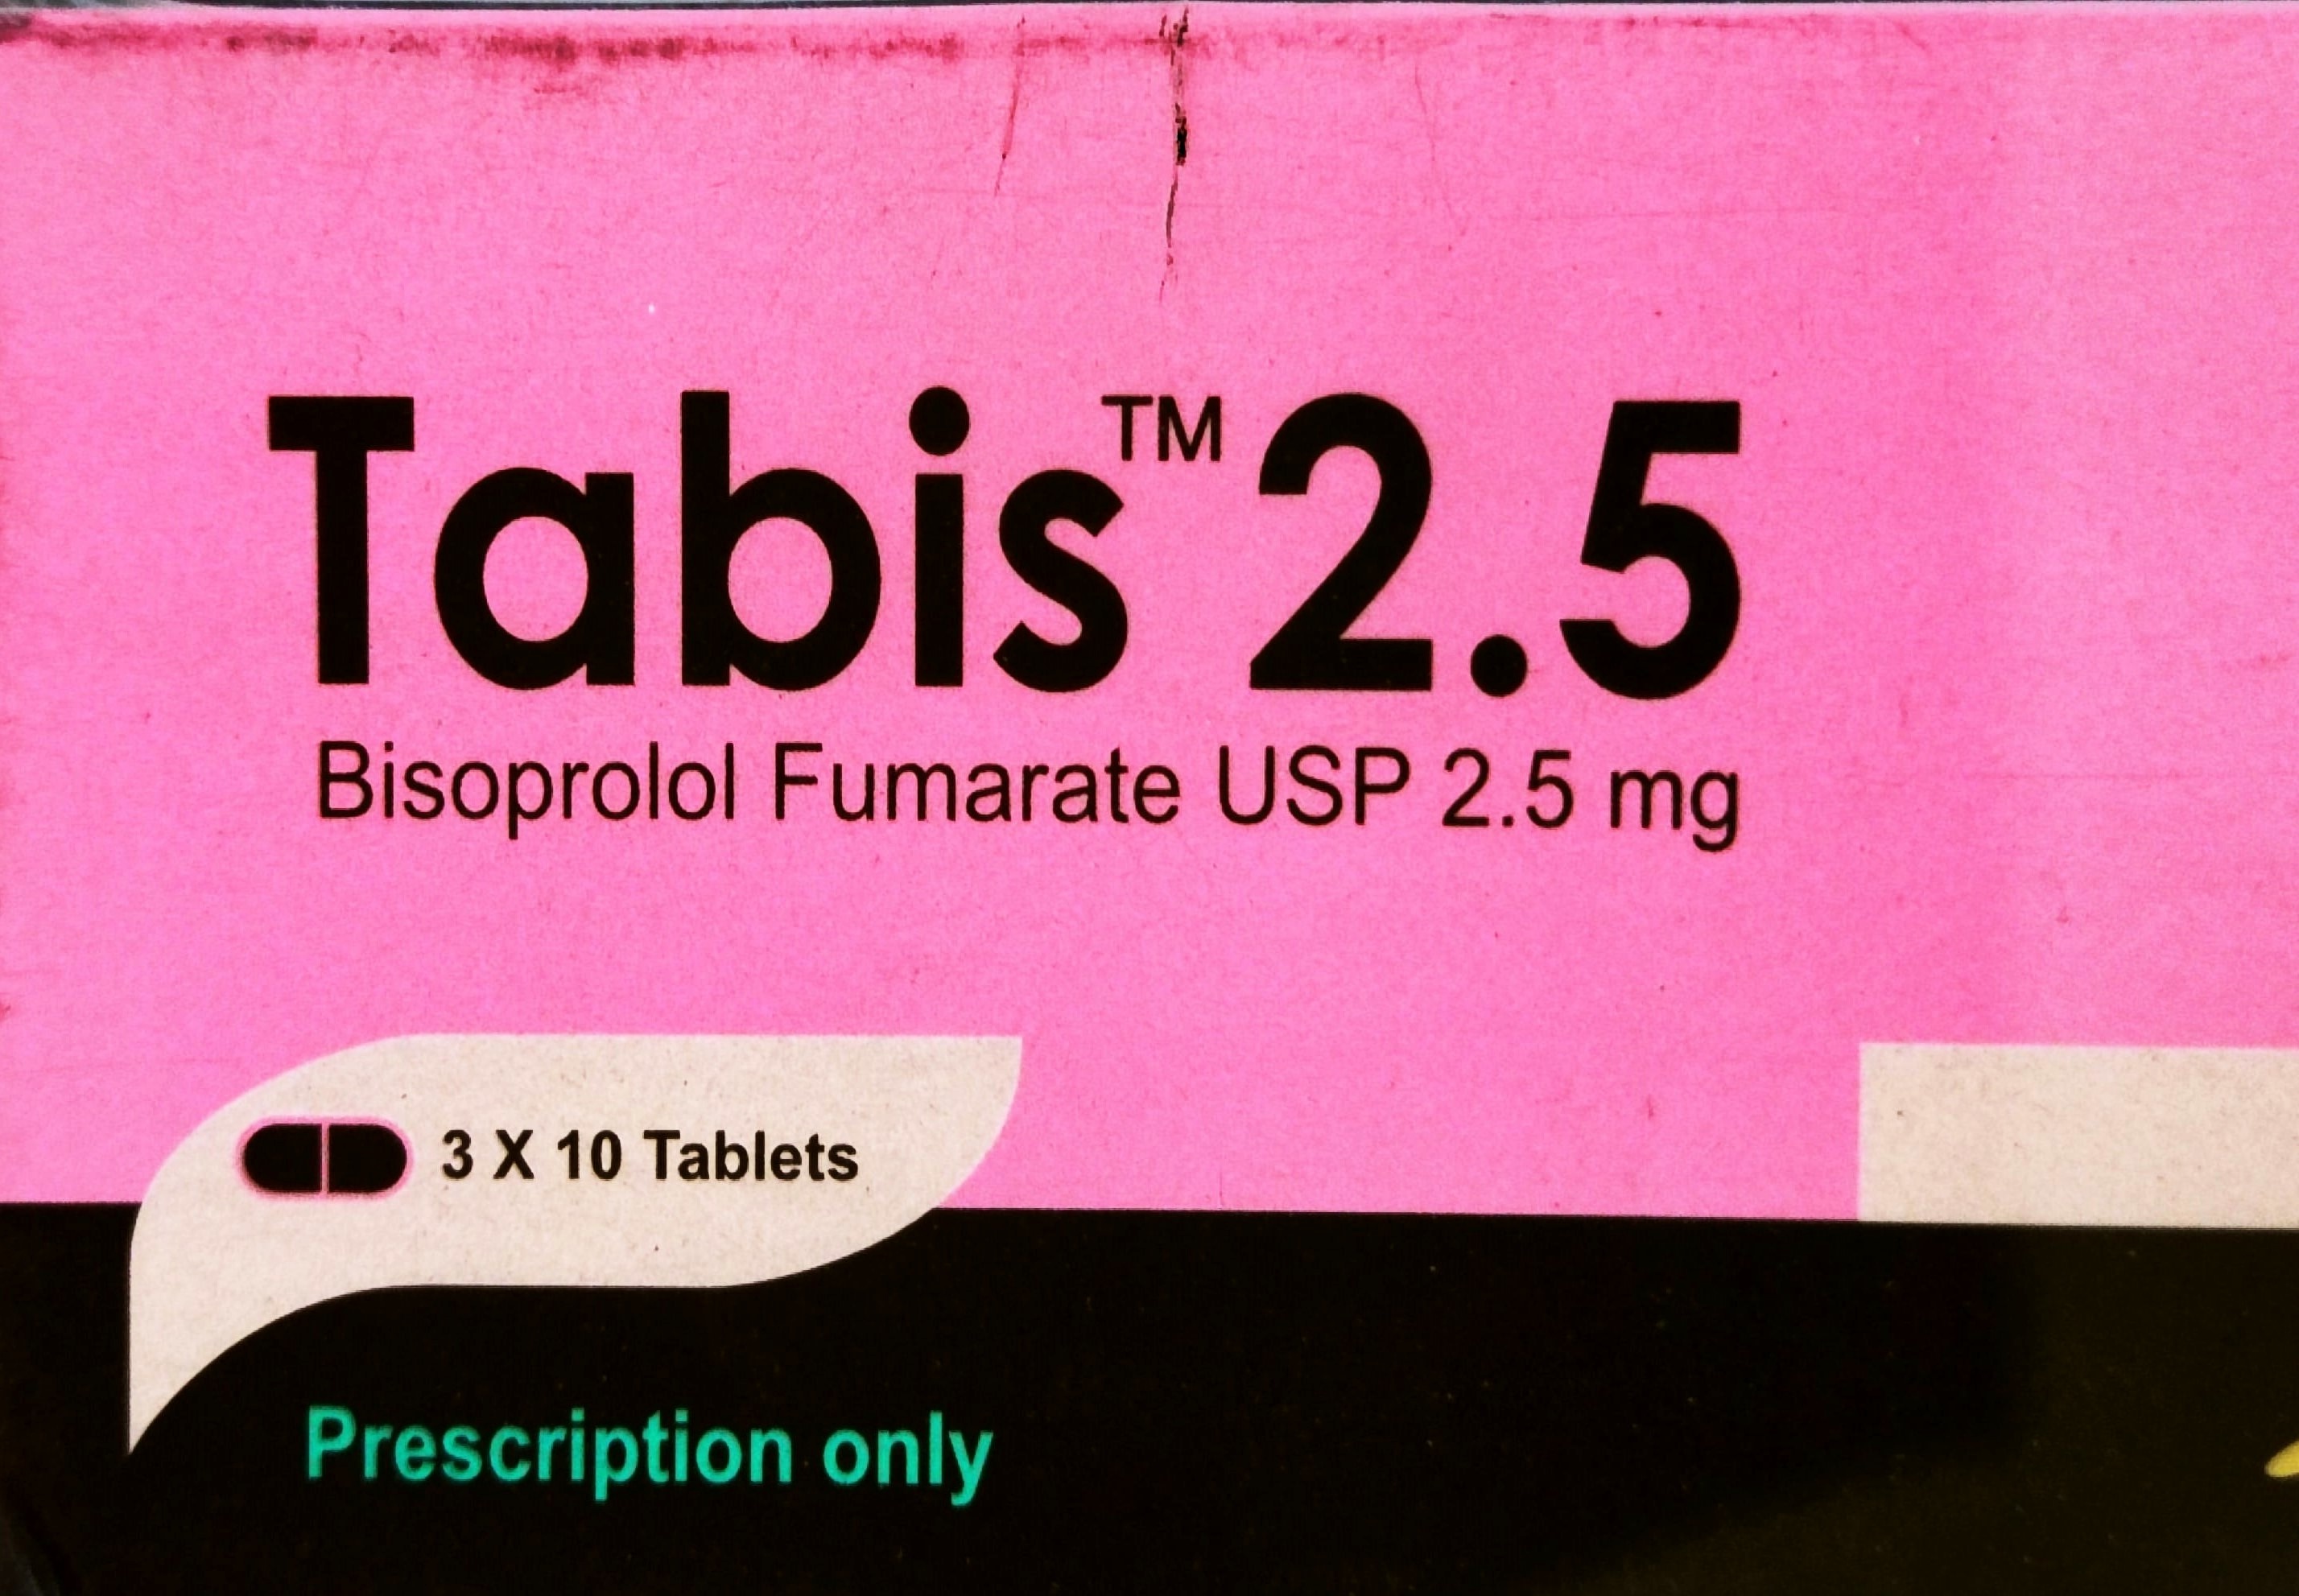 Tabis™ 2.5
Bisoprolol Fumarate USP 2.5 mg
3 X 10 Tablets
Prescription only